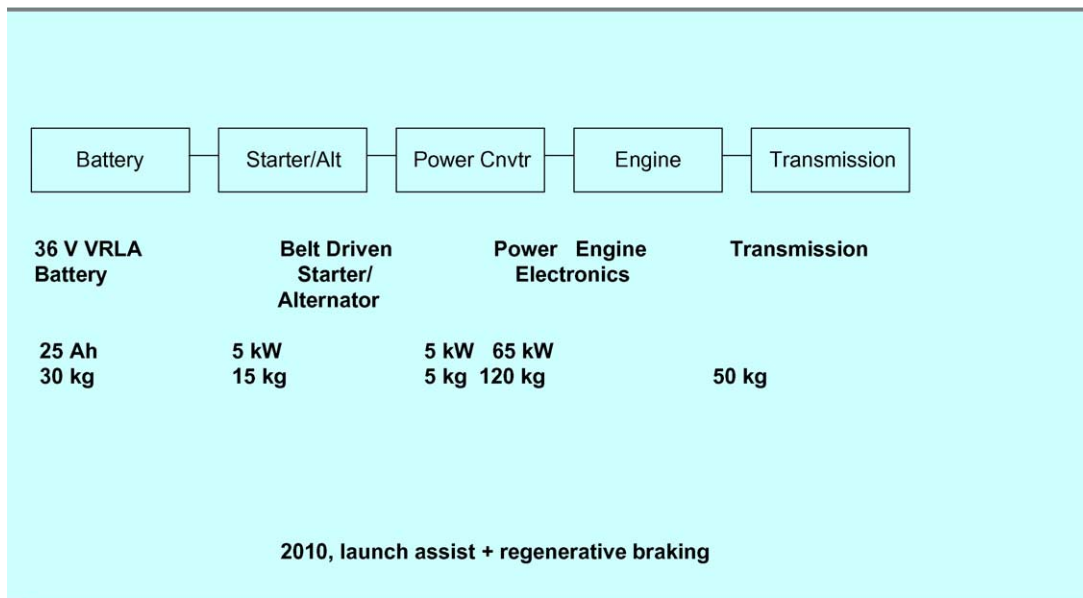 Battery Starter/Alt Power Cnvtr Engine Transmission
36 V VRLA Belt Driven Power Engine Transmission
Battery Starter/ Electronics
Alternator
25 Ah 5 kW 5 kW 65 kW
30 kg 15 kg 5 kg 120 kg 50 kg
2010, launch assist + regenerative braking